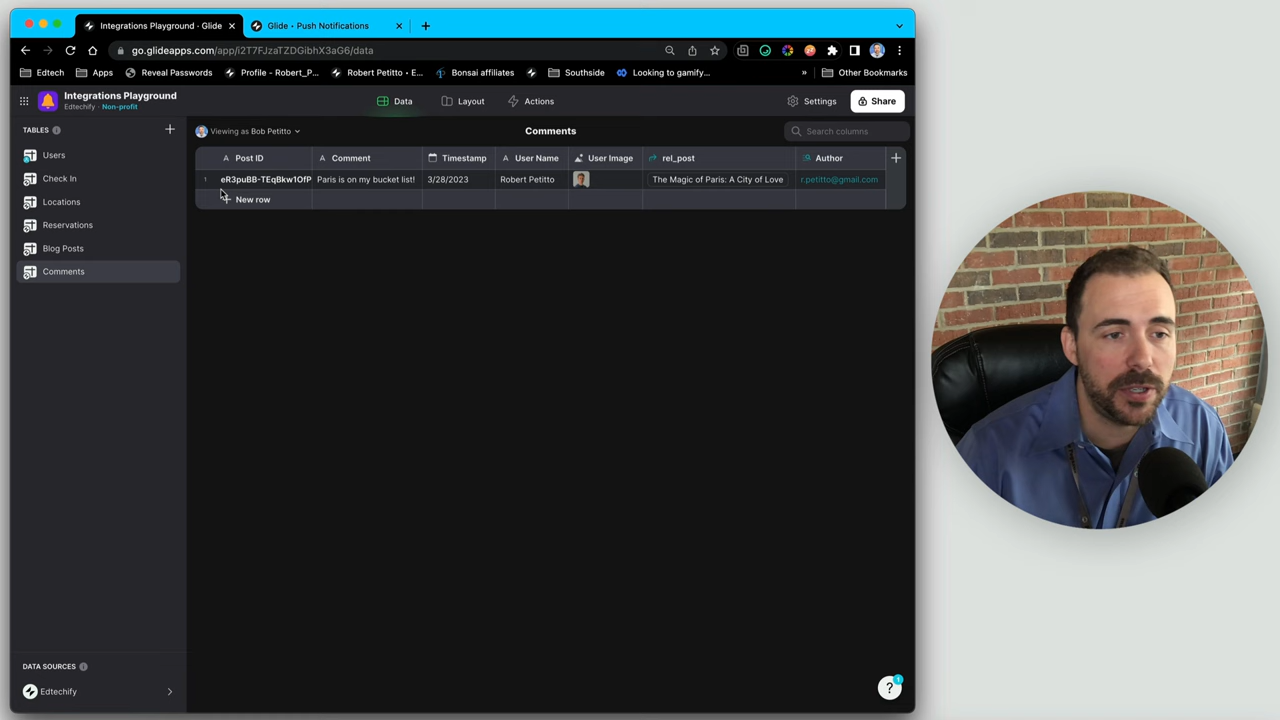 Integrations Playground · Glide
Glide • Push Notifications
go.glideapps.com/app/i2T7FJzaTZDGibhX3aG6/data
Edtech
Apps
Reveal Passwords
Profile - Robert_P...
Robert Petitto • E...
Bonsai affiliates
Southside
Looking to gamify...
»
Other Bookmarks
Integrations Playground
Edtechify • Non-profit
Data
Layout
Actions
Settings
Share
TABLES
Viewing as Bob Petitto
Comments
Search columns
Users
Check In
Locations
Reservations
Blog Posts
Comments
A Post ID
A Comment
Timestamp
A User Name
User Image
rel_post
Author
1 eR3puBB-TEqBkw1OfP
Paris is on my bucket list!
3/28/2023
Robert Petitto
The Magic of Paris: A City of Love
r.petitto@gmail.com
New row
DATA SOURCES
Edtechify
? 1